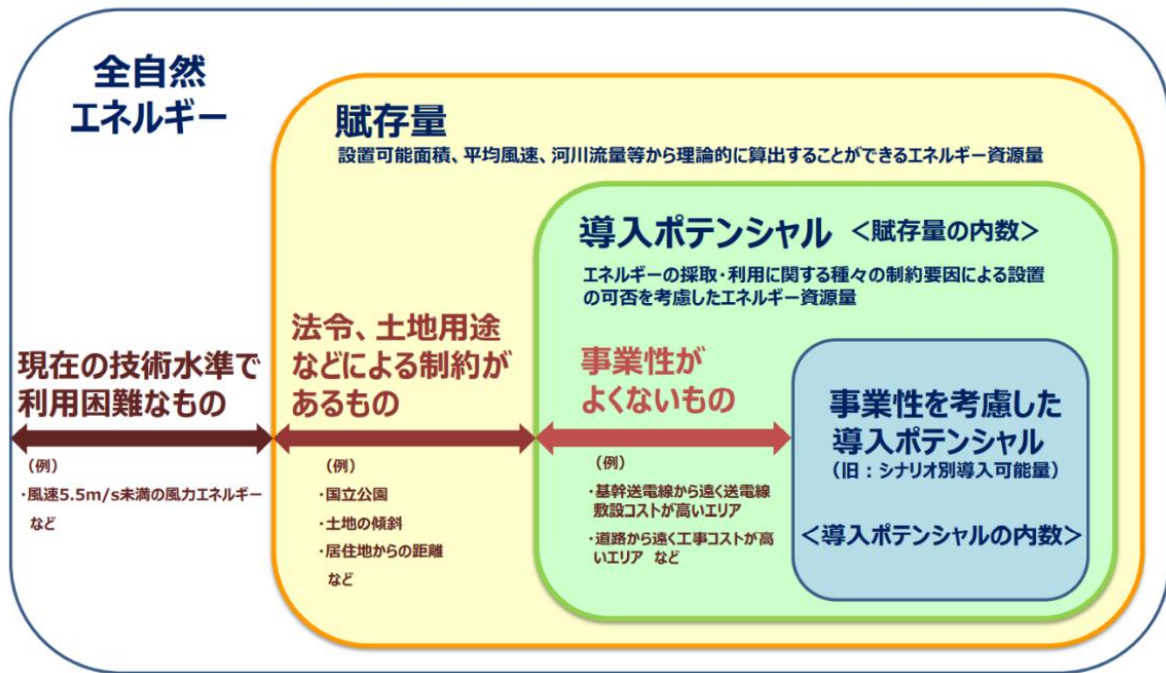 全自然
エネルギー
賦存量
設置可能面積、平均風速、河川流量等から理論的に算出することができるエネルギー資源量
導入ポテンシャル ＜賦存量の内数＞
エネルギーの採取・利用に関する種々の制約要因による設置
の可否を考慮したエネルギー資源量
現在の技術水準で
利用困難なもの
（例）
・風速5.5m/s未満の風力エネルギー
など
法令、土地用途
などによる制約が
あるもの
（例）
・国立公園
・土地の傾斜
・居住地からの距離
など
事業性が
よくないもの
（例）
・基幹送電線から遠く送電線
敷設コストが高いエリア
・道路から遠く工事コストが高
いエリア など
事業性を考慮した
導入ポテンシャル
（旧：シナリオ別導入可能量）
＜導入ポテンシャルの内数＞